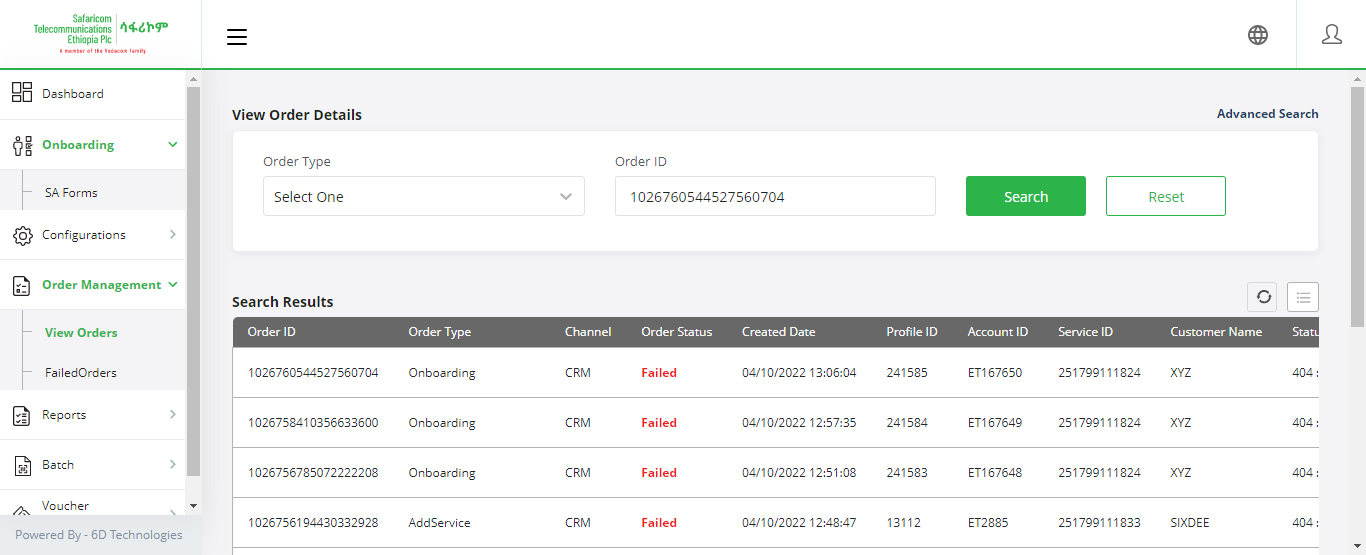 Safaricom
Telecommunications
Ethiopia Plc
ሳፋሪኮም
A member of the Vodacom family
Dashboard
Onboarding
SA Forms
Configurations
Order Management
View Orders
FailedOrders
Reports
Batch
Voucher
Powered By - 6D Technologies
View Order Details
Advanced Search
Order Type
Order ID
Select One
1026760544527560704
Search
Reset
Search Results
Order ID Order Type Channel Order Status Created Date Profile ID Account ID Service ID Customer Name Statu
1026760544527560704 Onboarding CRM Failed 04/10/2022 13:06:04 241585 ET167650 251799111824 XYZ 404 :
1026758410356633600 Onboarding CRM Failed 04/10/2022 12:57:35 241584 ET167649 251799111824 XYZ 404 :
1026756785072222208 Onboarding CRM Failed 04/10/2022 12:51:08 241583 ET167648 251799111824 XYZ 404 :
1026756194430332928 AddService CRM Failed 04/10/2022 12:48:47 13112 ET2885 251799111833 SIXDEE 404 :